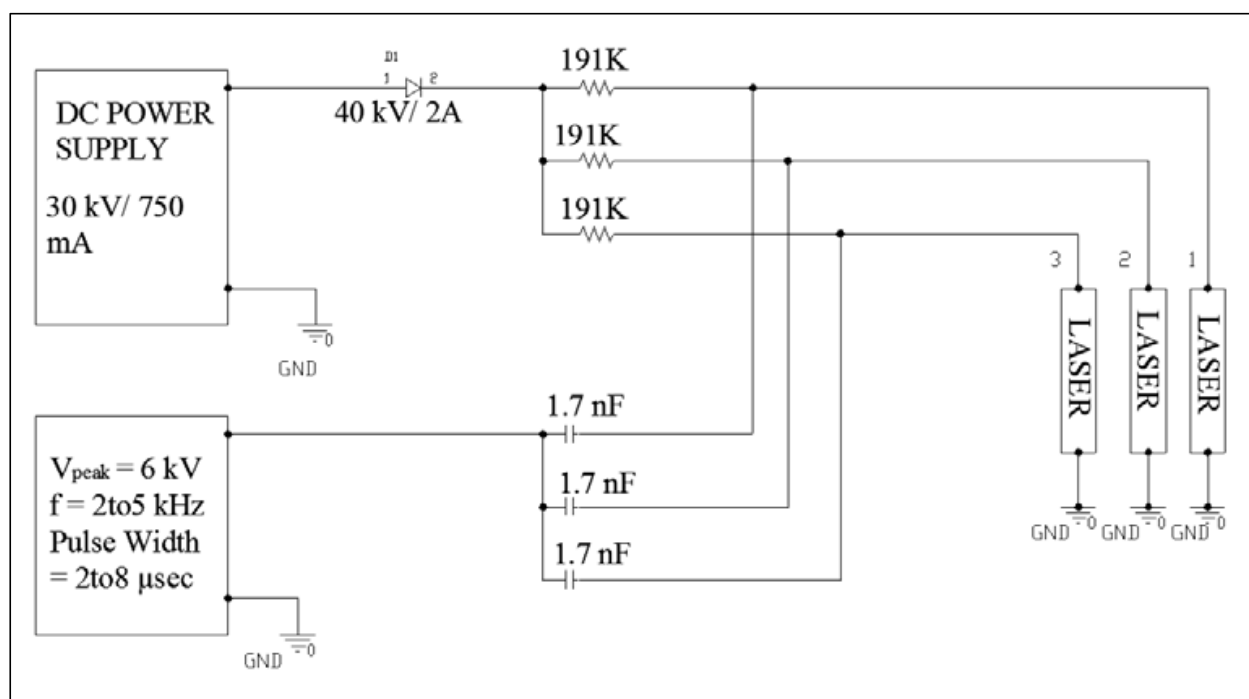 DC POWER
SUPPLY
30 kV/ 750
mA
D1
1
2
40 kV/ 2A
191K
191K
191K
0
GND
Vpeak = 6 kV
f = 2to5 kHz
Pulse Width
= 2to8 μsec
0
GND
1.7 nF
1.7 nF
1.7 nF
3
2
1
LASER
LASER
LASER
GND
0
GND
0
GND
0